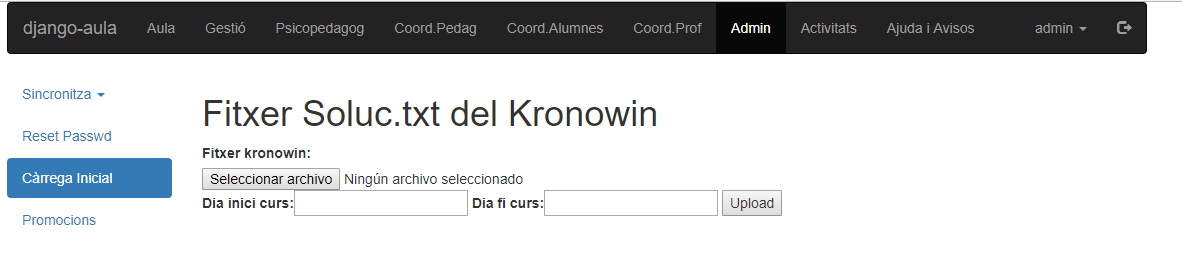 django-aula Aula Gestió Psicopedagog Coord.Pedag Coord.Alumnes Coord.Prof Admin Activitats Ajuda i Avisos admin
Sincronitza
Reset Passwd
Càrrega Inicial
Promocions
Fitxer Soluc.txt del Kronowin
Fitxer kronowin:
Seleccionar archivo Ningún archivo seleccionado
Dia inici curs: Dia fi curs: Upload